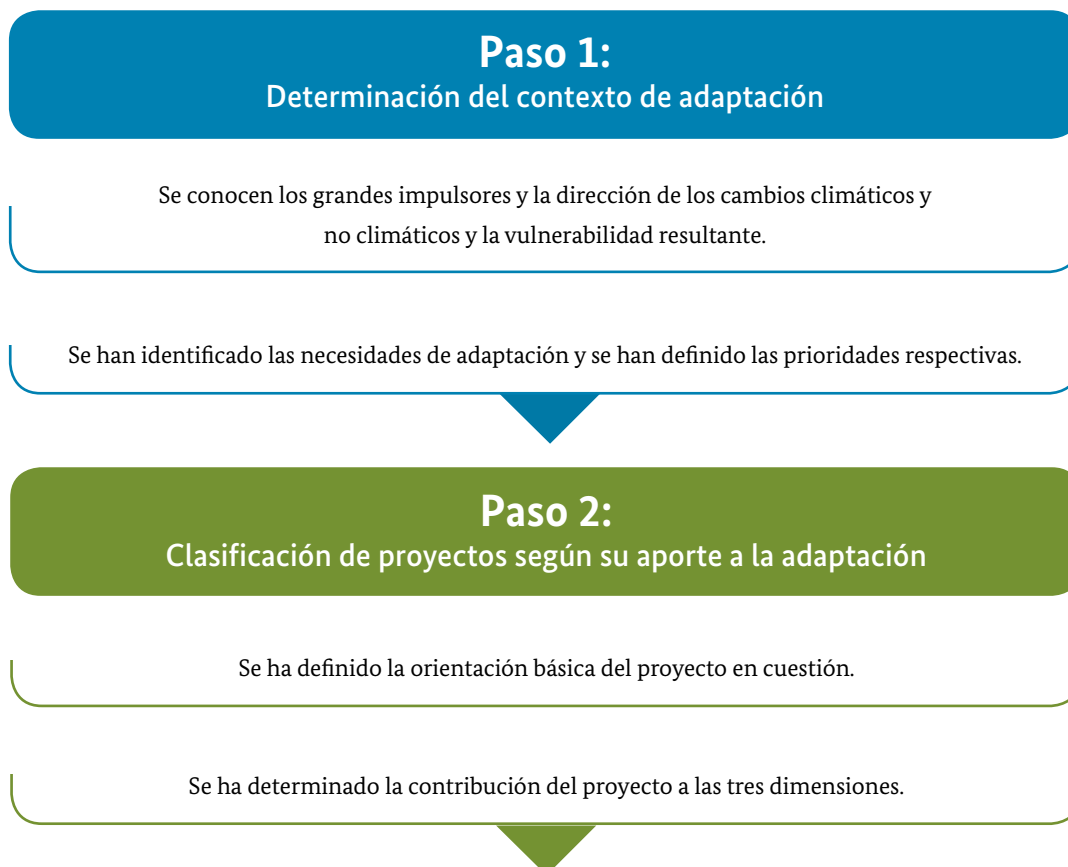 Paso 1:
Determinación del contexto de adaptación
Se conocen los grandes impulsores y la dirección de los cambios climáticos y
no climáticos y la vulnerabilidad resultante.
Se han identificado las necesidades de adaptación y se han definido las prioridades respectivas.
Paso 2:
Clasificación de proyectos según su aporte a la adaptación
Se ha definido la orientación básica del proyecto en cuestión.
Se ha determinado la contribución del proyecto a las tres dimensiones.